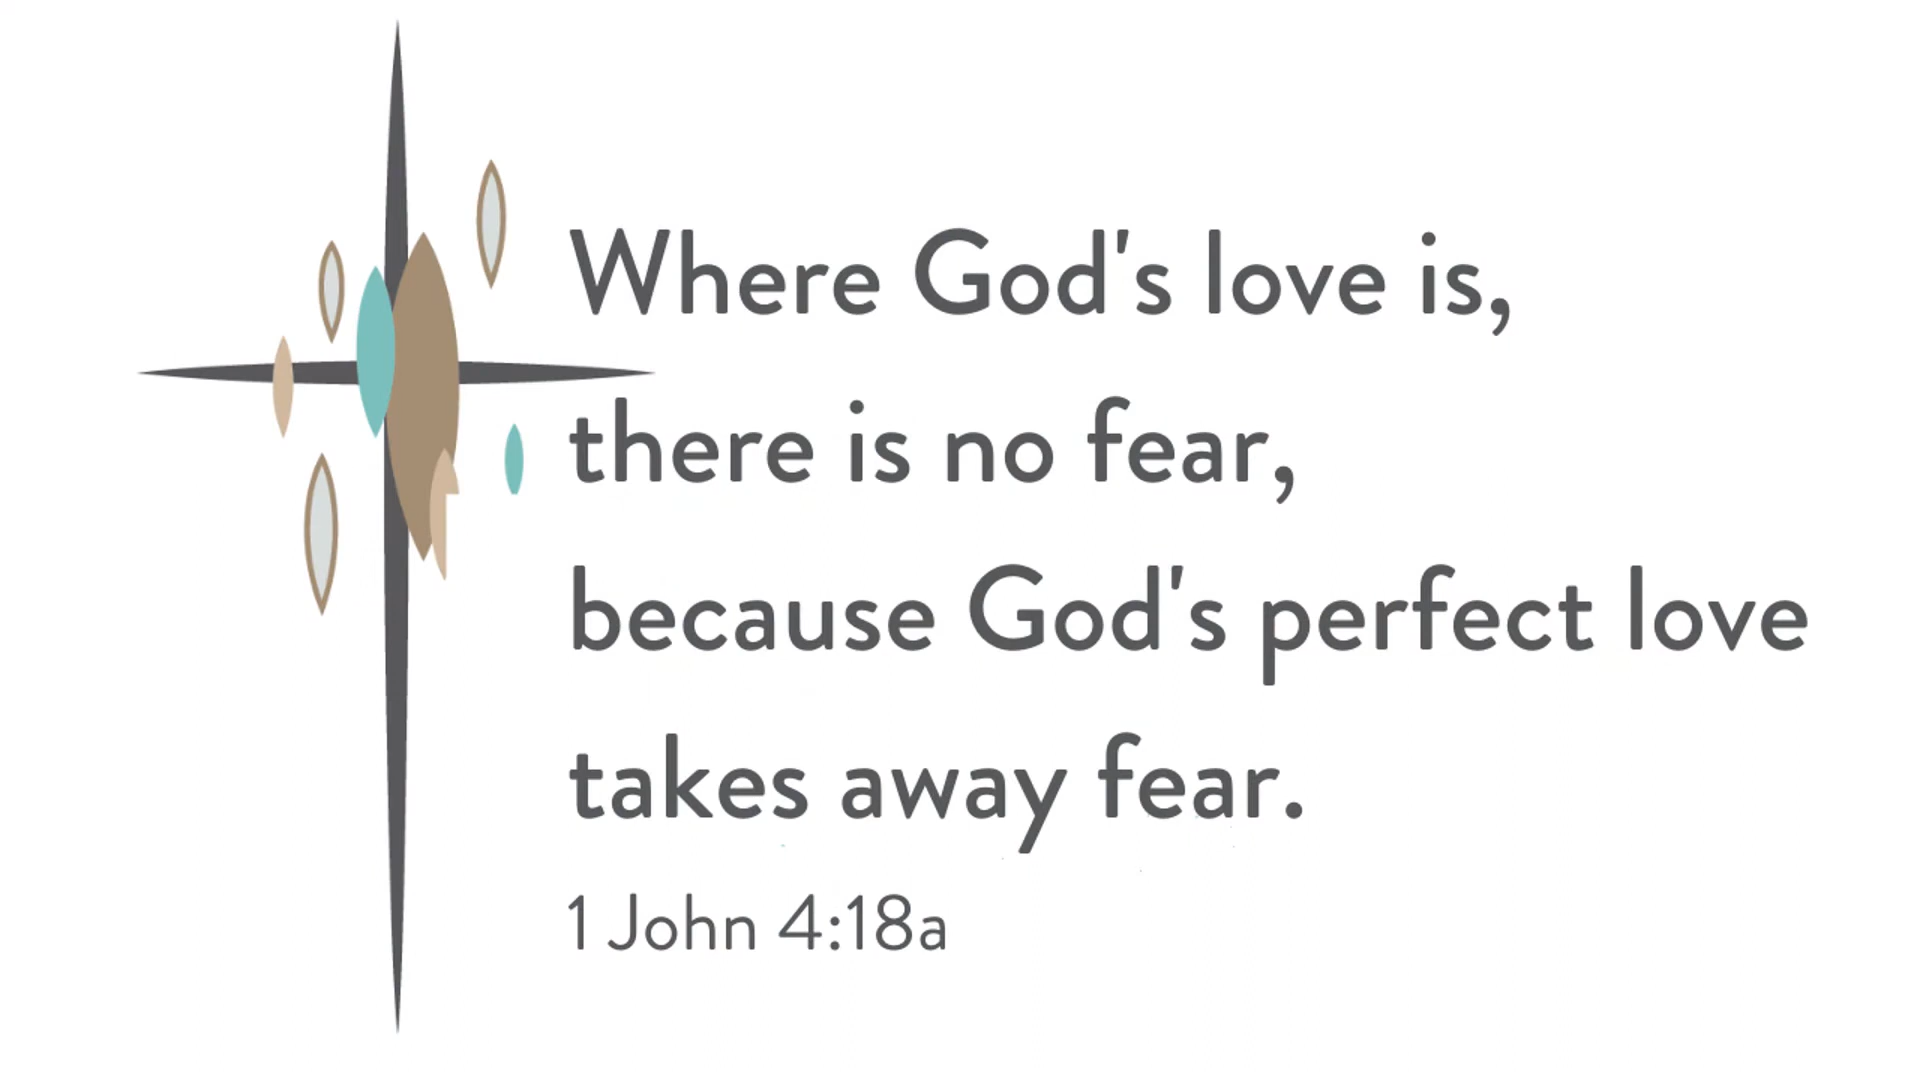 Where God's love is,
there is no fear,
because God's perfect love
takes away fear.
1 John 4:18a